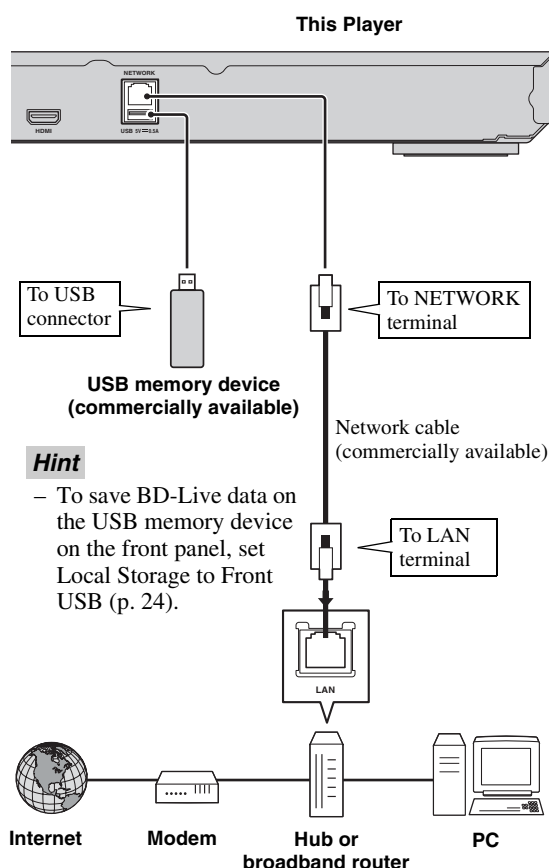 This Player
NETWORK
HDMI
USB 5V⎓0.5A
To USB
connector
To NETWORK
terminal
USB memory device
(commercially available)
Network cable
(commercially available)
Hint
– To save BD-Live data on
the USB memory device
on the front panel, set
Local Storage to Front
USB (p. 24).
To LAN
terminal
LAN
Internet
Modem
Hub or
broadband router
PC